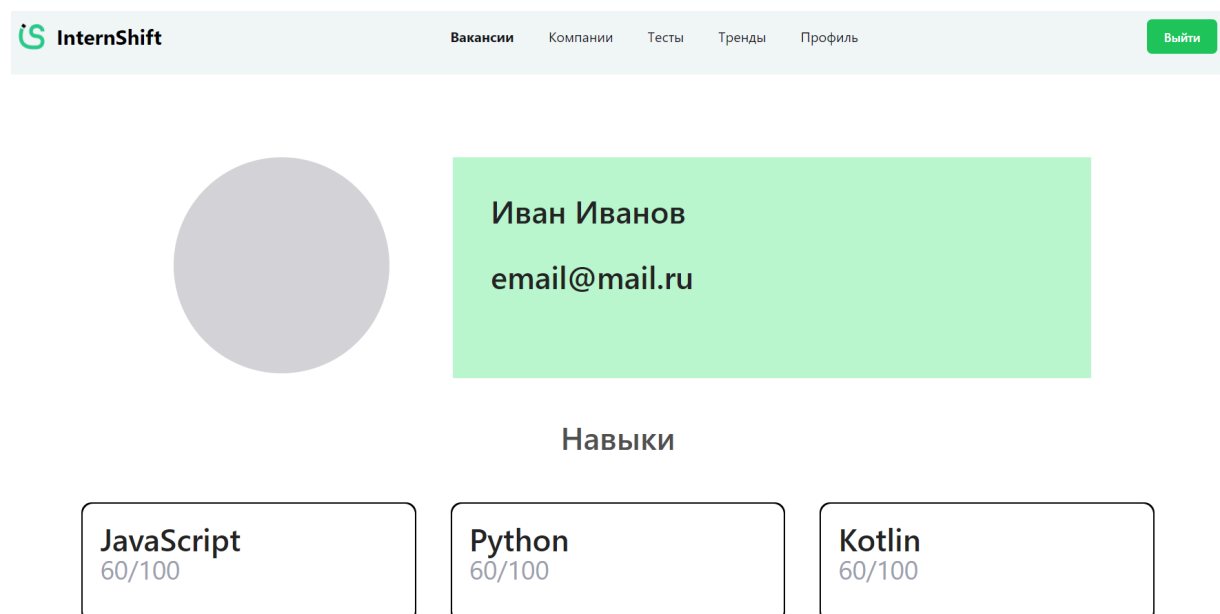 InternShift
Вакансии Компании Тесты Тренды Профиль
Выйти
Иван Иванов
email@mail.ru
Навыки
JavaScript
60/100
Python
60/100
Kotlin
60/100